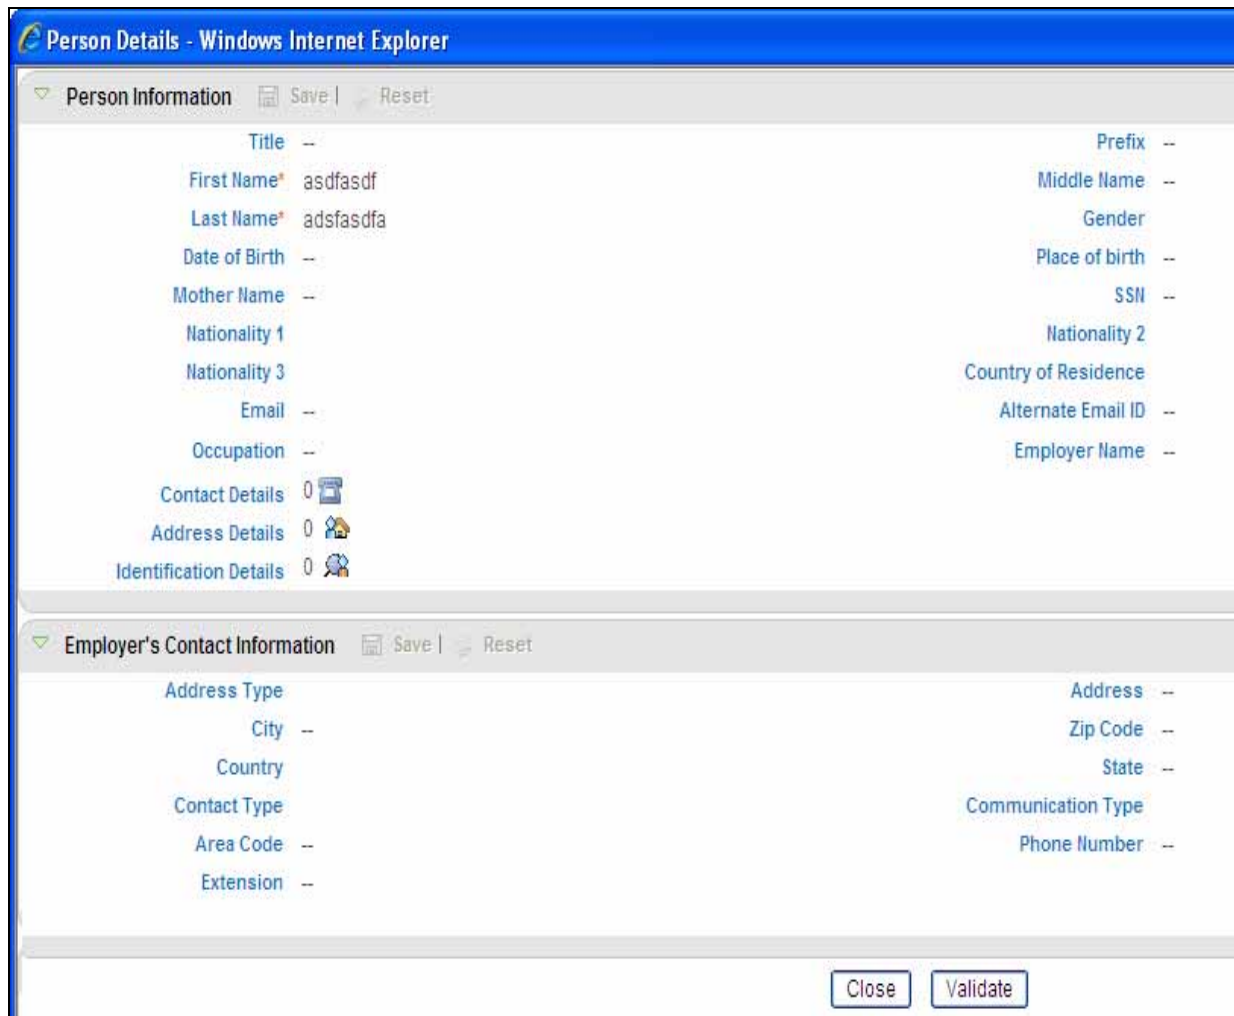 Person Details - Windows Internet Explorer
Person Information Save | Reset
Title -- Prefix --
First Name* asdfasdf Middle Name --
Last Name* adsfasdfa Gender
Date of Birth -- Place of birth --
Mother Name -- SSN --
Nationality 1 Nationality 2
Nationality 3 Country of Residence
Email -- Alternate Email ID --
Occupation -- Employer Name --
Contact Details 0
Address Details 0
Identification Details 0
Employer's Contact Information Save | Reset
Address Type Address --
City -- Zip Code --
Country State --
Contact Type Communication Type
Area Code -- Phone Number --
Extension --
Close Validate